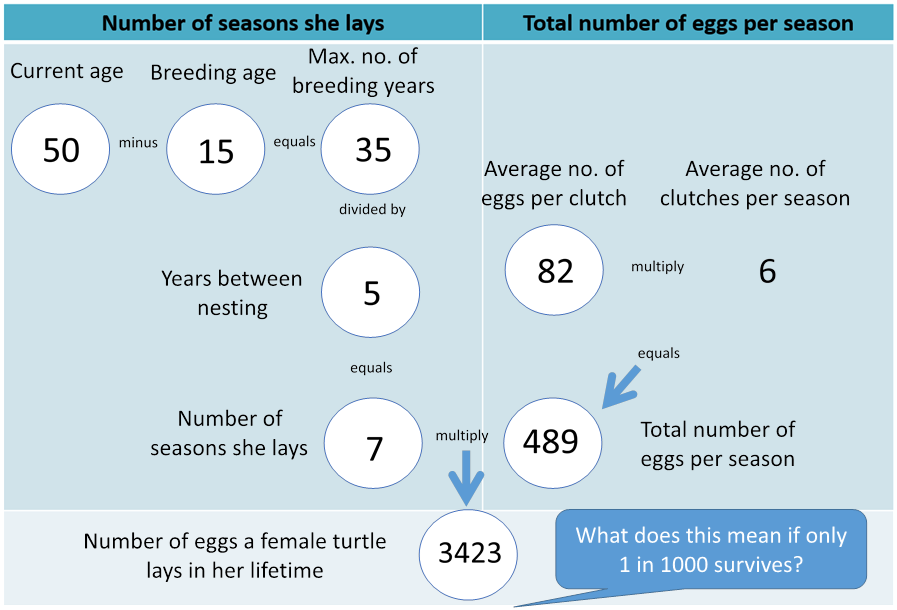 Number of seasons she lays
Total number of eggs per season
Current age
Breeding age
Max. no. of
breeding years
50
minus
15
equals
35
divided by
Years between
nesting
5
equals
Number of
seasons she lays
7
multiply
Average no. of
eggs per clutch
Average no. of
clutches per season
82
multiply
6
equals
489
Total number of
eggs per season
Number of eggs a female turtle
lays in her lifetime
3423
What does this mean if only
1 in 1000 survives?